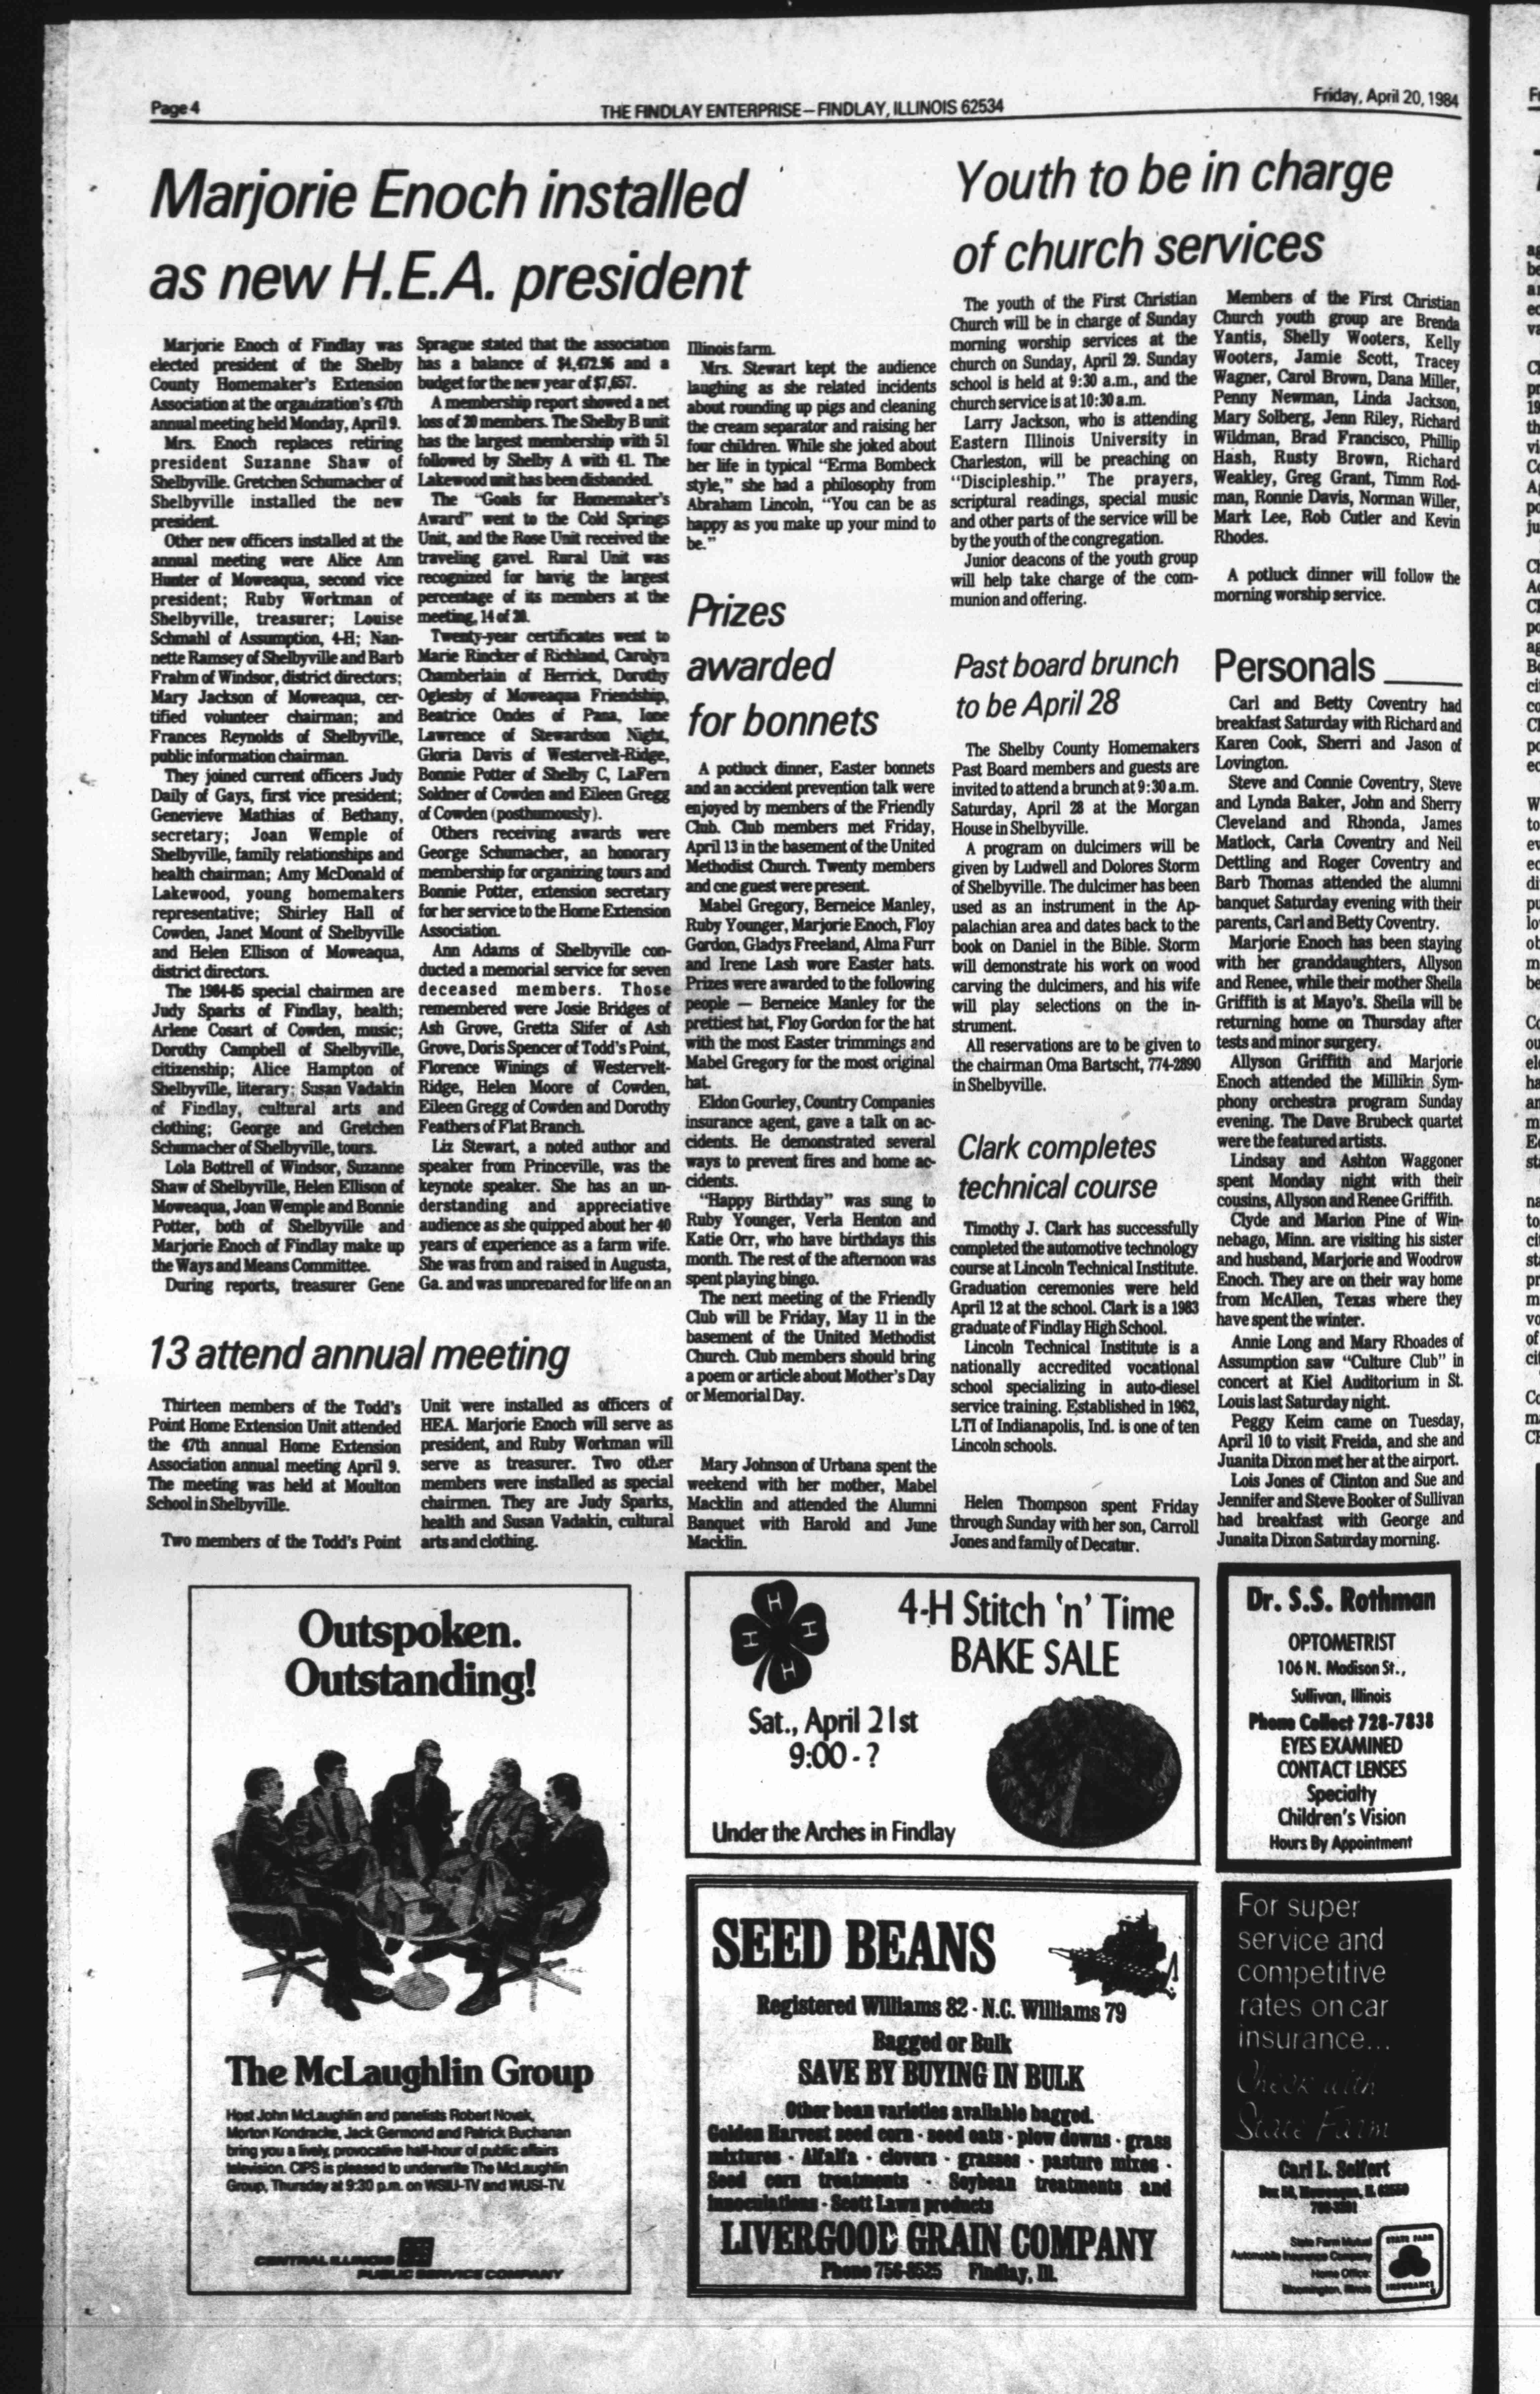 Page 4
THE FINDLAY ENTERPRISE—FINDLAY, ILLINOIS 62534
Friday, April 20, 1984
Marjorie Enoch installed
as new H.E.A. president
Marjorie Enoch of Findlay was
elected president of the Shelby
County Homemaker's Extension
Association at the organization's 47th
annual meeting held Monday, April 9.
Mrs. Enoch replaces retiring
president Suzanne Shaw of
Shelbyville. Gretchen Schumacher of
Shelbyville installed the new
president.
Other new officers installed at the
annual meeting were Alice Ann
Hunter of Moweaqua, second vice
president; Ruby Workman of
Shelbyville, treasurer; Louise
Schmahl of Assumption, 4-H; Nan-
nette Ramsey of Shelbyville and Barb
Frahm of Windsor, district directors;
Mary Jackson of Moweaqua, cer-
tified volunteer chairman; and
Frances Reynolds of Shelbyville,
public information chairman.
They joined current officers Judy
Daily of Gays, first vice president;
Genevieve Mathias of Bethany,
secretary; Joan Wemple of
Shelbyville, family relationships and
health chairman; Amy McDonald of
Lakewood, young homemakers
representative; Shirley Hall of
Cowden, Janet Mount of Shelbyville
and Helen Ellison of Moweaqua,
district directors.
The 1984-85 special chairmen are
Judy Sparks of Findlay, health;
Arlene Cosart of Cowden, music;
Dorothy Campbell of Shelbyville,
citizenship; Alice Hampton of
Shelbyville, literary; Susan Vadakin
of Findlay, cultural arts and
clothing; George and Gretchen
Schumacher of Shelbyville, tours.
Lola Bottrell of Windsor, Suzanne
Shaw of Shelbyville, Helen Ellison of
Moweaqua, Joan Wemple and Bonnie
Potter, both of Shelbyville and
Marjorie Enoch of Findlay make up
the Ways and Means Committee.
During reports, treasurer Gene
Sprague stated that the association
has a balance of $4,472.96 and a
budget for the new year of $7,657.
A membership report showed a net
loss of 20 members. The Shelby B unit
has the largest membership with 51
followed by Shelby A with 41. The
Lakewood unit has been disbanded.
The "Goals for Homemaker's
Award" went to the Cold Springs
Unit, and the Rose Unit received the
traveling gavel. Rural Unit was
recognized for havig the largest
percentage of its members at the
meeting, 14 of 20.
Twenty-year certificates went to
Marie Rincker of Richland, Carolyn
Chamberlain of Herrick, Dorothy
Oglesby of Moweaqua Friendship,
Beatrice Ondes of Pana, Ione
Lawrence of Stewardson Night,
Gloria Davis of Westervelt-Ridge,
Bonnie Potter of Shelby C, LaFern
Soldner of Cowden and Eileen Gregg
of Cowden (posthumously).
Others receiving awards were
George Schumacher, an honorary
membership for organizing tours and
Bonnie Potter, extension secretary
for her service to the Home Extension
Association.
Ann Adams of Shelbyville con-
ducted a memorial service for seven
deceased members. Those
remembered were Josie Bridges of
Ash Grove, Gretta Slifer of Ash
Grove, Doris Spencer of Todd's Point,
Florence Winings of Westervelt-
Ridge, Helen Moore of Cowden,
Eileen Gregg of Cowden and Dorothy
Feathers of Flat Branch.
Liz Stewart, a noted author and
speaker from Princeville, was the
keynote speaker. She has an un-
derstanding and appreciative
audience as she quipped about her 40
years of experience as a farm wife.
She was from and raised in Augusta,
Ga. and was unprepared for life on an
Illinois farm.
Mrs. Stewart kept the audience
laughing as she related incidents
about rounding up pigs and cleaning
the cream separator and raising her
four children. While she joked about
her life in typical "Erma Bombeck
style," she had a philosophy from
Abraham Lincoln, "You can be as
happy as you make up your mind to
be."
13 attend annual meeting
Thirteen members of the Todd's
Point Home Extension Unit attended
the 47th annual Home Extension
Association annual meeting April 9.
The meeting was held at Moulton
School in Shelbyville.
Two members of the Todd's Point
Unit were installed as officers of
HEA. Marjorie Enoch will serve as
president, and Ruby Workman will
serve as treasurer. Two other
members were installed as special
chairmen. They are Judy Sparks,
health and Susan Vadakin, cultural
arts and clothing.
Prizes
awarded
for bonnets
A potluck dinner, Easter bonnets
and an accident prevention talk were
enjoyed by members of the Friendly
Club. Club members met Friday,
April 13 in the basement of the United
Methodist Church. Twenty members
and one guest were present.
Mabel Gregory, Berneice Manley,
Ruby Younger, Marjorie Enoch, Floy
Gordon, Gladys Freeland, Alma Furr
and Irene Lash wore Easter hats.
Prizes were awarded to the following
people — Berneice Manley for the
prettiest hat, Floy Gordon for the hat
with the most Easter trimmings and
Mabel Gregory for the most original
hat.
Eldon Gourley, Country Companies
insurance agent, gave a talk on ac-
cidents. He demonstrated several
ways to prevent fires and home ac-
cidents.
"Happy Birthday" was sung to
Ruby Younger, Verla Henton and
Katie Orr, who have birthdays this
month. The rest of the afternoon was
spent playing bingo.
The next meeting of the Friendly
Club will be Friday, May 11 in the
basement of the United Methodist
Church. Club members should bring
a poem or article about Mother's Day
or Memorial Day.
Mary Johnson of Urbana spent the
weekend with her mother, Mabel
Macklin and attended the Alumni
Banquet with Harold and June
Macklin.
Youth to be in charge
of church services
The youth of the First Christian
Church will be in charge of Sunday
morning worship services at the
church on Sunday, April 29. Sunday
school is held at 9:30 a.m., and the
church service is at 10:30 a.m.
Larry Jackson, who is attending
Eastern Illinois University in
Charleston, will be preaching on
"Discipleship." The prayers,
scriptural readings, special music
and other parts of the service will be
by the youth of the congregation.
Junior deacons of the youth group
will help take charge of the com-
munion and offering.
Members of the First Christian
Church youth group are Brenda
Yantis, Shelly Wooters, Kelly
Wooters, Jamie Scott, Tracey
Wagner, Carol Brown, Dana Miller,
Penny Newman, Linda Jackson,
Mary Solberg, Jenn Riley, Richard
Wildman, Brad Francisco, Phillip
Hash, Rusty Brown, Richard
Weakley, Greg Grant, Timm Rod-
man, Ronnie Davis, Norman Willer,
Mark Lee, Rob Cutler and Kevin
Rhodes.
A potluck dinner will follow the
morning worship service.
Past board brunch
to be April 28
The Shelby County Homemakers
Past Board members and guests are
invited to attend a brunch at 9:30 a.m.
Saturday, April 28 at the Morgan
House in Shelbyville.
A program on dulcimers will be
given by Ludwell and Dolores Storm
of Shelbyville. The dulcimer has been
used as an instrument in the Ap-
palachian area and dates back to the
book on Daniel in the Bible. Storm
will demonstrate his work on wood
carving the dulcimers, and his wife
will play selections on the in-
strument.
All reservations are to be given to
the chairman Oma Bartscht, 774-2890
in Shelbyville.
Clark completes
technical course
Timothy J. Clark has successfully
completed the automotive technology
course at Lincoln Technical Institute.
Graduation ceremonies were held
April 12 at the school. Clark is a 1983
graduate of Findlay High School.
Lincoln Technical Institute is a
nationally accredited vocational
school specializing in auto-diesel
service training. Established in 1962,
LTI of Indianapolis, Ind. is one of ten
Lincoln schools.
Helen Thompson spent Friday
through Sunday with her son, Carroll
Jones and family of Decatur.
Personals
Carl and Betty Coventry had
breakfast Saturday with Richard and
Karen Cook, Sherri and Jason of
Lovington.
Steve and Connie Coventry, Steve
and Lynda Baker, John and Sherry
Cleveland and Rhonda, James
Matlock, Carla Coventry and Neil
Dettling and Roger Coventry and
Barb Thomas attended the alumni
banquet Saturday evening with their
parents, Carl and Betty Coventry.
Marjorie Enoch has been staying
with her granddaughters, Allyson
and Renee, while their mother Sheila
Griffith is at Mayo's. Sheila will be
returning home on Thursday after
tests and minor surgery.
Allyson Griffith and Marjorie
Enoch attended the Millikin Sym-
phony orchestra program Sunday
evening. The Dave Brubeck quartet
were the featured artists.
Lindsay and Ashton Waggoner
spent Monday night with their
cousins, Allyson and Renee Griffith.
Clyde and Marion Pine of Win-
nebago, Minn. are visiting his sister
and husband, Marjorie and Woodrow
Enoch. They are on their way home
from McAllen, Texas where they
have spent the winter.
Annie Long and Mary Rhoades of
Assumption saw "Culture Club" in
concert at Kiel Auditorium in St.
Louis last Saturday night.
Peggy Keim came on Tuesday,
April 10 to visit Freida, and she and
Juanita Dixon met her at the airport.
Lois Jones of Clinton and Sue and
Jennifer and Steve Booker of Sullivan
had breakfast with George and
Junaita Dixon Saturday morning.
Outspoken.
Outstanding!
The McLaughlin Group
Host John McLaughlin and panelists Robert Novak,
Morton Kondracke, Jack Germond and Patrick Buchanan
bring you a lively, provocative half-hour of public affairs
television. CIPS is pleased to underwrite The McLaughlin
Group, Thursday at 9:30 p.m. on WSIU-TV and WUSI-TV.
CENTRAL ILLINOIS
PUBLIC SERVICE COMPANY
H H H H
4-H Stitch 'n' Time
BAKE SALE
Sat., April 21st
9:00 - ?
Under the Arches in Findlay
SEED BEANS
Registered Williams 82 - N.C. Williams 79
Bagged or Bulk
SAVE BY BUYING IN BULK
Other bean varieties available bagged.
Golden Harvest seed corn - seed oats - plow downs - grass
mixtures - Alfalfa - clovers - grasses - pasture mixes -
Seed corn treatments - Soybean treatments and
innoculations - Scott Lawn products
LIVERGOOD GRAIN COMPANY
Phone 756-8525 Findlay, Ill.
Dr. S.S. Rothman
OPTOMETRIST
106 N. Madison St.,
Sullivan, Illinois
Phone Collect 728-7838
EYES EXAMINED
CONTACT LENSES
Specialty
Children's Vision
Hours By Appointment
For super
service and
competitive
rates on car
insurance...
Check with
State Farm
Carl L. Seifert
State Farm Mutual
Automobile Insurance Company
Home Office:
Bloomington, Illinois
STATE FARM
INSURANCE